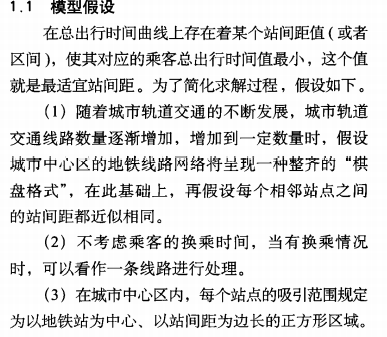 1.1 模型假设
在总出行时间曲线上存在着某个站间距值(或者
区间),使其对应的乘客总出行时间值最小,这个值
就是最适宜站间距。为了简化求解过程,假设如下。
(1)随着城市轨道交通的不断发展,城市轨道
交通线路数量逐渐增加,增加到一定数量时,假设
城市中心区的地铁线路网络将呈现一种整齐的“棋
盘格式”,在此基础上,再假设每个相邻站点之间
的站间距都近似相同。
(2)不考虑乘客的换乘时间,当有换乘情况
时,可以看作一条线路进行处理。
(3)在城市中心区内,每个站点的吸引范围规定
为以地铁站为中心、以站间距为边长的正方形区域。